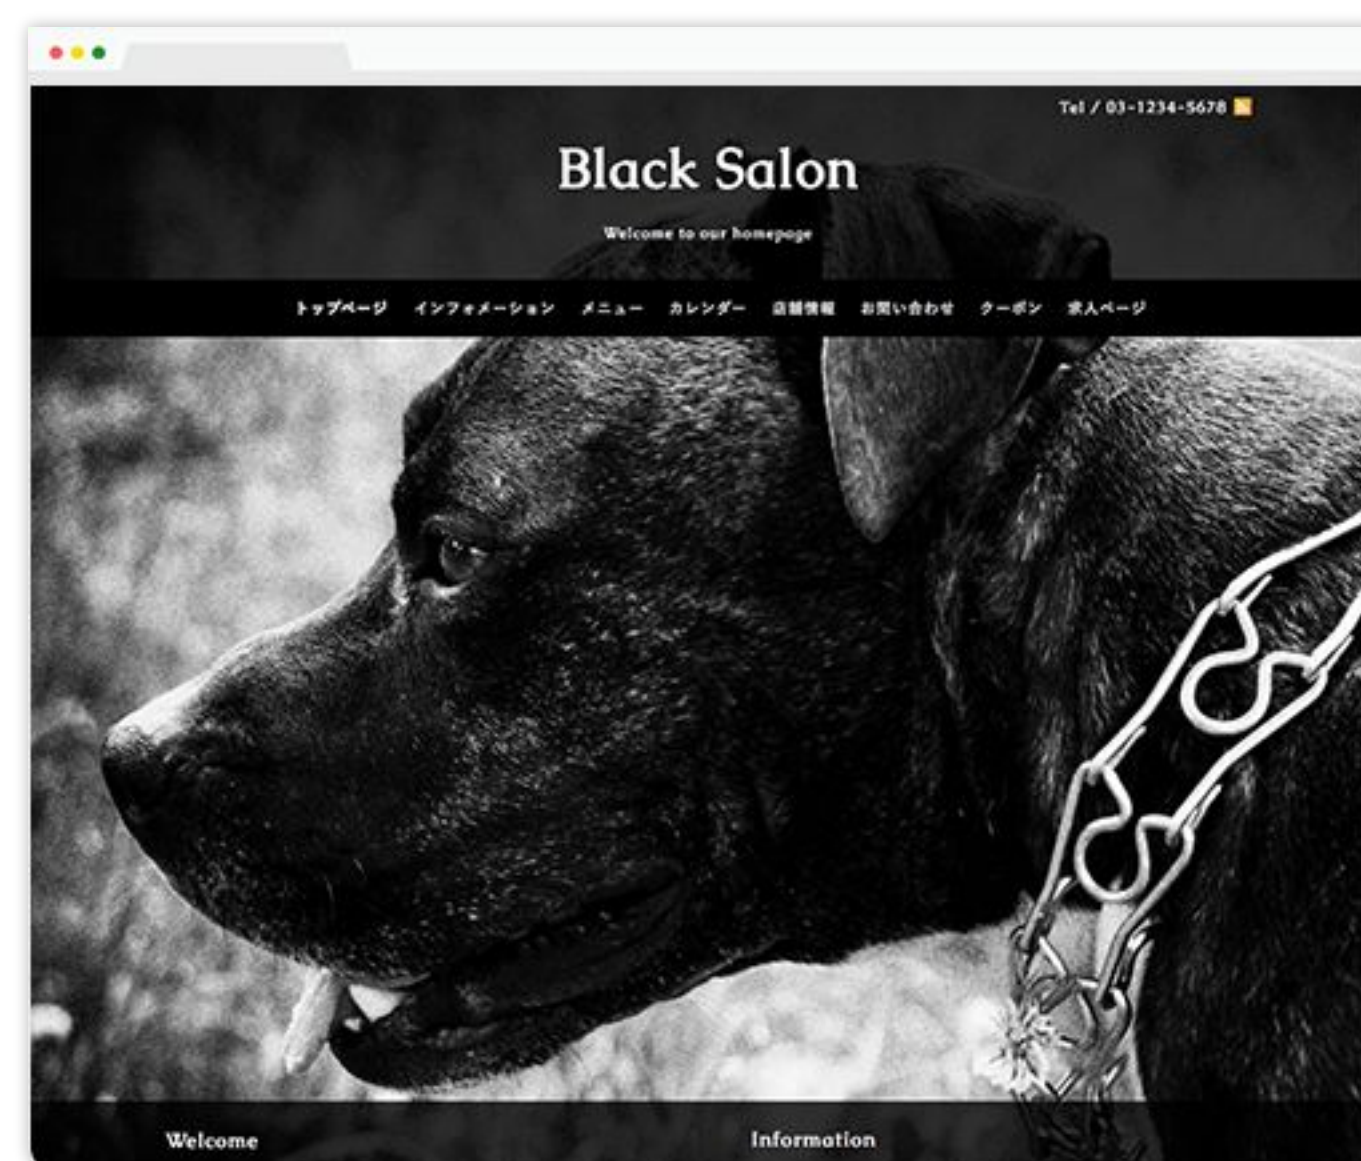 Tel / 03-1234-5678
Black Salon
Welcome to our homepage
トップページ インフォメーション メニュー カレンダー 店舗情報 お問い合わせ クーポン 求人ページ
Welcome Information